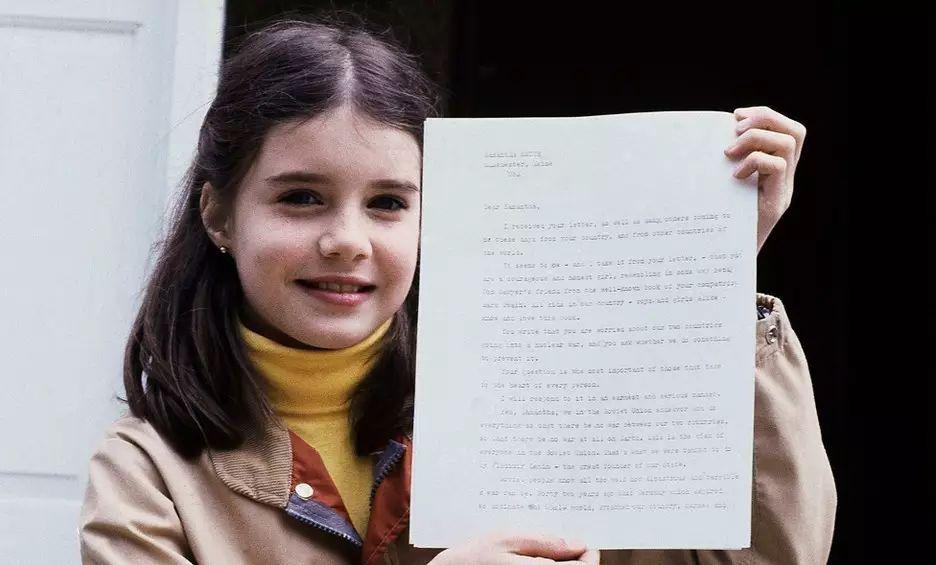 Samantha SMITH
Manchester, Maine
USA
Dear Samantha,
I received your letter, as well as many others coming to
me these days from your country, and from other countries of
the world.
It seems to me - and I take it from your letter, - that you
are a courageous and honest girl, resembling in some way Becky
Tom Sawyer's friend from the well-known book of your compatriot
Mark Twain. All kids in our country - boys and girls alike -
know and love this book.
You write that you are worried about our two countries
going into a nuclear war, and you ask whether we do something
to prevent it.
Your question is the most important of those that take
to the heart of every person.
I will respond to it in an earnest and serious manner.
Yes, Samantha, we in the Soviet Union endeavor and do
everything so that there be no war between our two countries,
so that there be no war at all on Earth. This is the wish of
everyone in the Soviet Union. That's what we were taught to do
by Vladimir Lenin - the great founder of our state.
Soviet people know all too well how disastrous and terrible
a war can be. Forty two years ago Nazi Germany which aspired
to dominate the whole world, attacked our country, burned